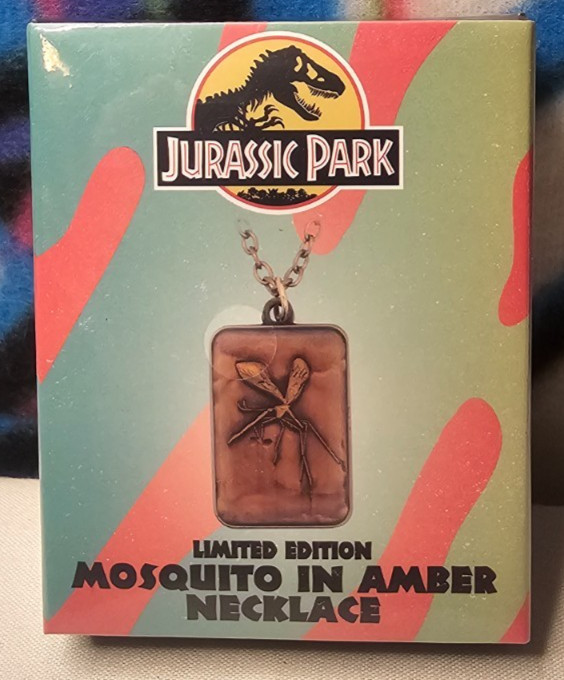 JURASSIC PARK
LIMITED EDITION
MOSQUITO IN AMBER
NECKLACE